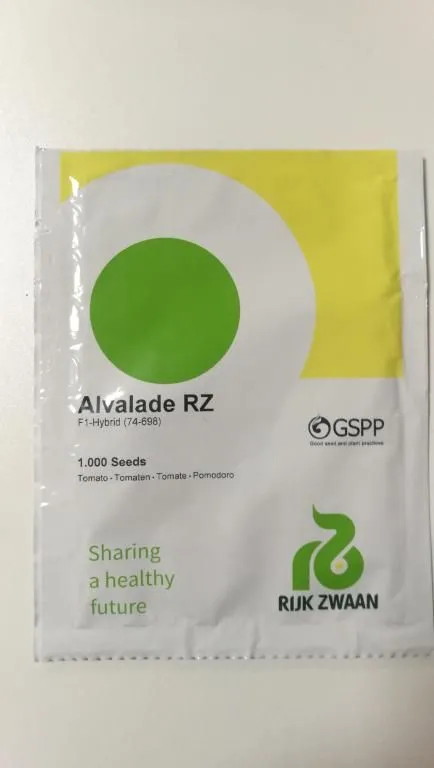 Alvalade RZ
F1-Hybrid (74-698)
GSPP
Good seed and plant practices
1.000 Seeds
Tomato - Tomaten - Tomate - Pomodoro
Sharing
a healthy
future
RIJK ZWAAN